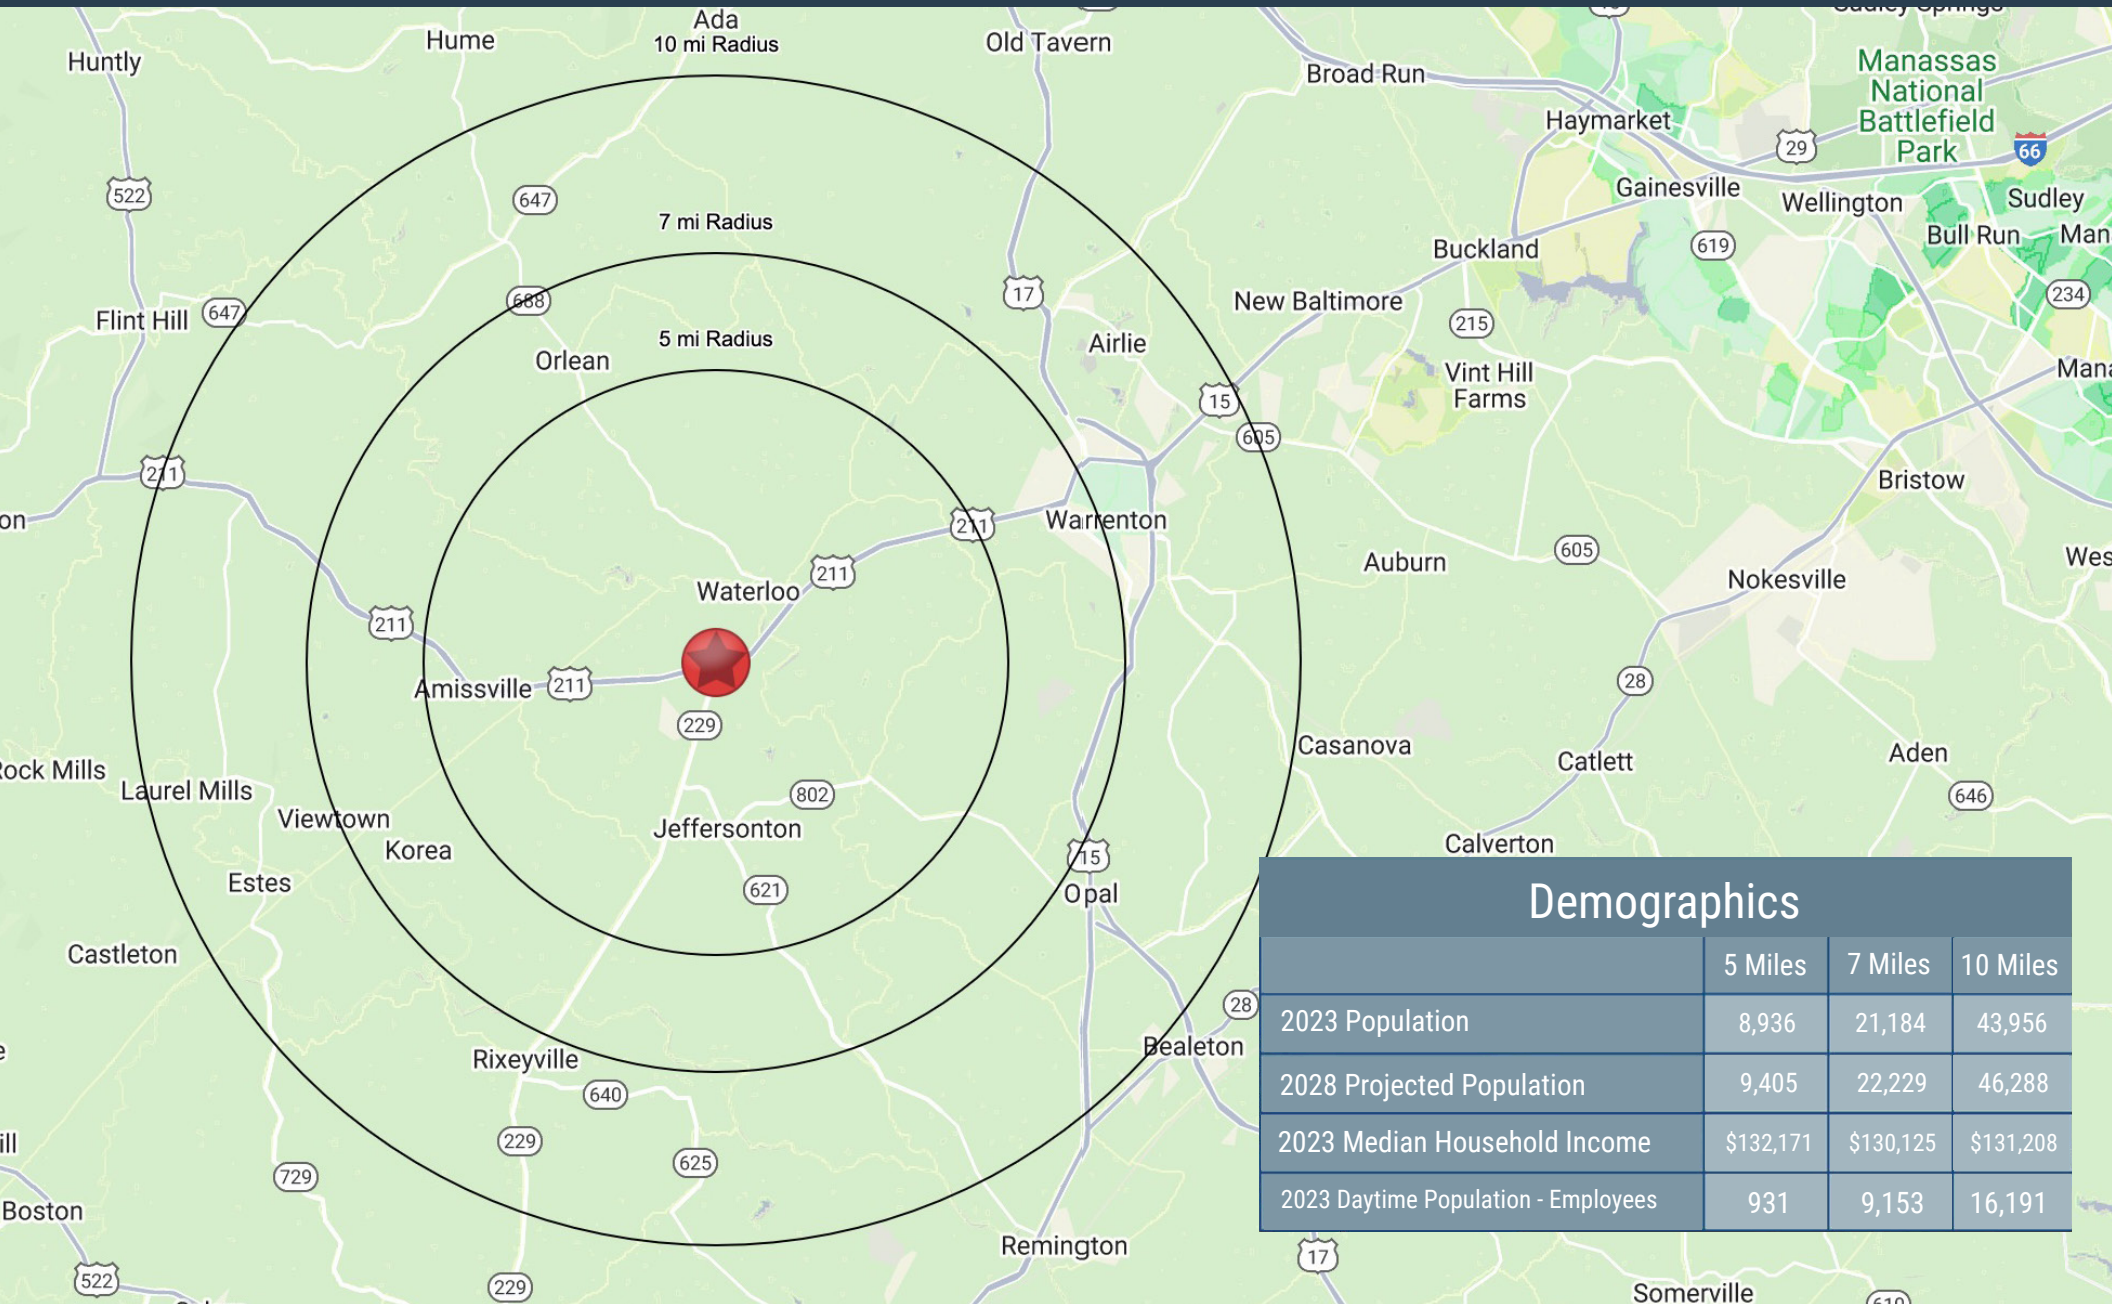 Ada
10 mi Radius
Hume
Old Tavern
Huntly
Broad Run
Manassas
National
Battlefield
Park
Haymarket
29
66
522
647
Gainesville
Wellington
Sudley
7 mi Radius
Bull Run
Man
Buckland
619
17
234
688
New Baltimore
647
Flint Hill
215
5 mi Radius
Airlie
Orlean
Vint Hill
Farms
Mana
15
605
211
Bristow
on
211
Warrenton
605
Auburn
Wes
211
Waterloo
Nokesville
211
Amissville
211
28
229
Casanova
Aden
Catlett
Rock Mills
Laurel Mills
802
646
Viewtown
Jeffersonton
Korea
Calverton
15
Estes
621
Opal
Castleton
28
Bealeton
Rixeyville
640
229
ill
625
729
Boston
Remington
17
522
229
Somerville
Demographics
5 Miles 7 Miles 10 Miles
2023 Population 8,936 21,184 43,956
2028 Projected Population 9,405 22,229 46,288
2023 Median Household Income $132,171 $130,125 $131,208
2023 Daytime Population - Employees 931 9,153 16,191